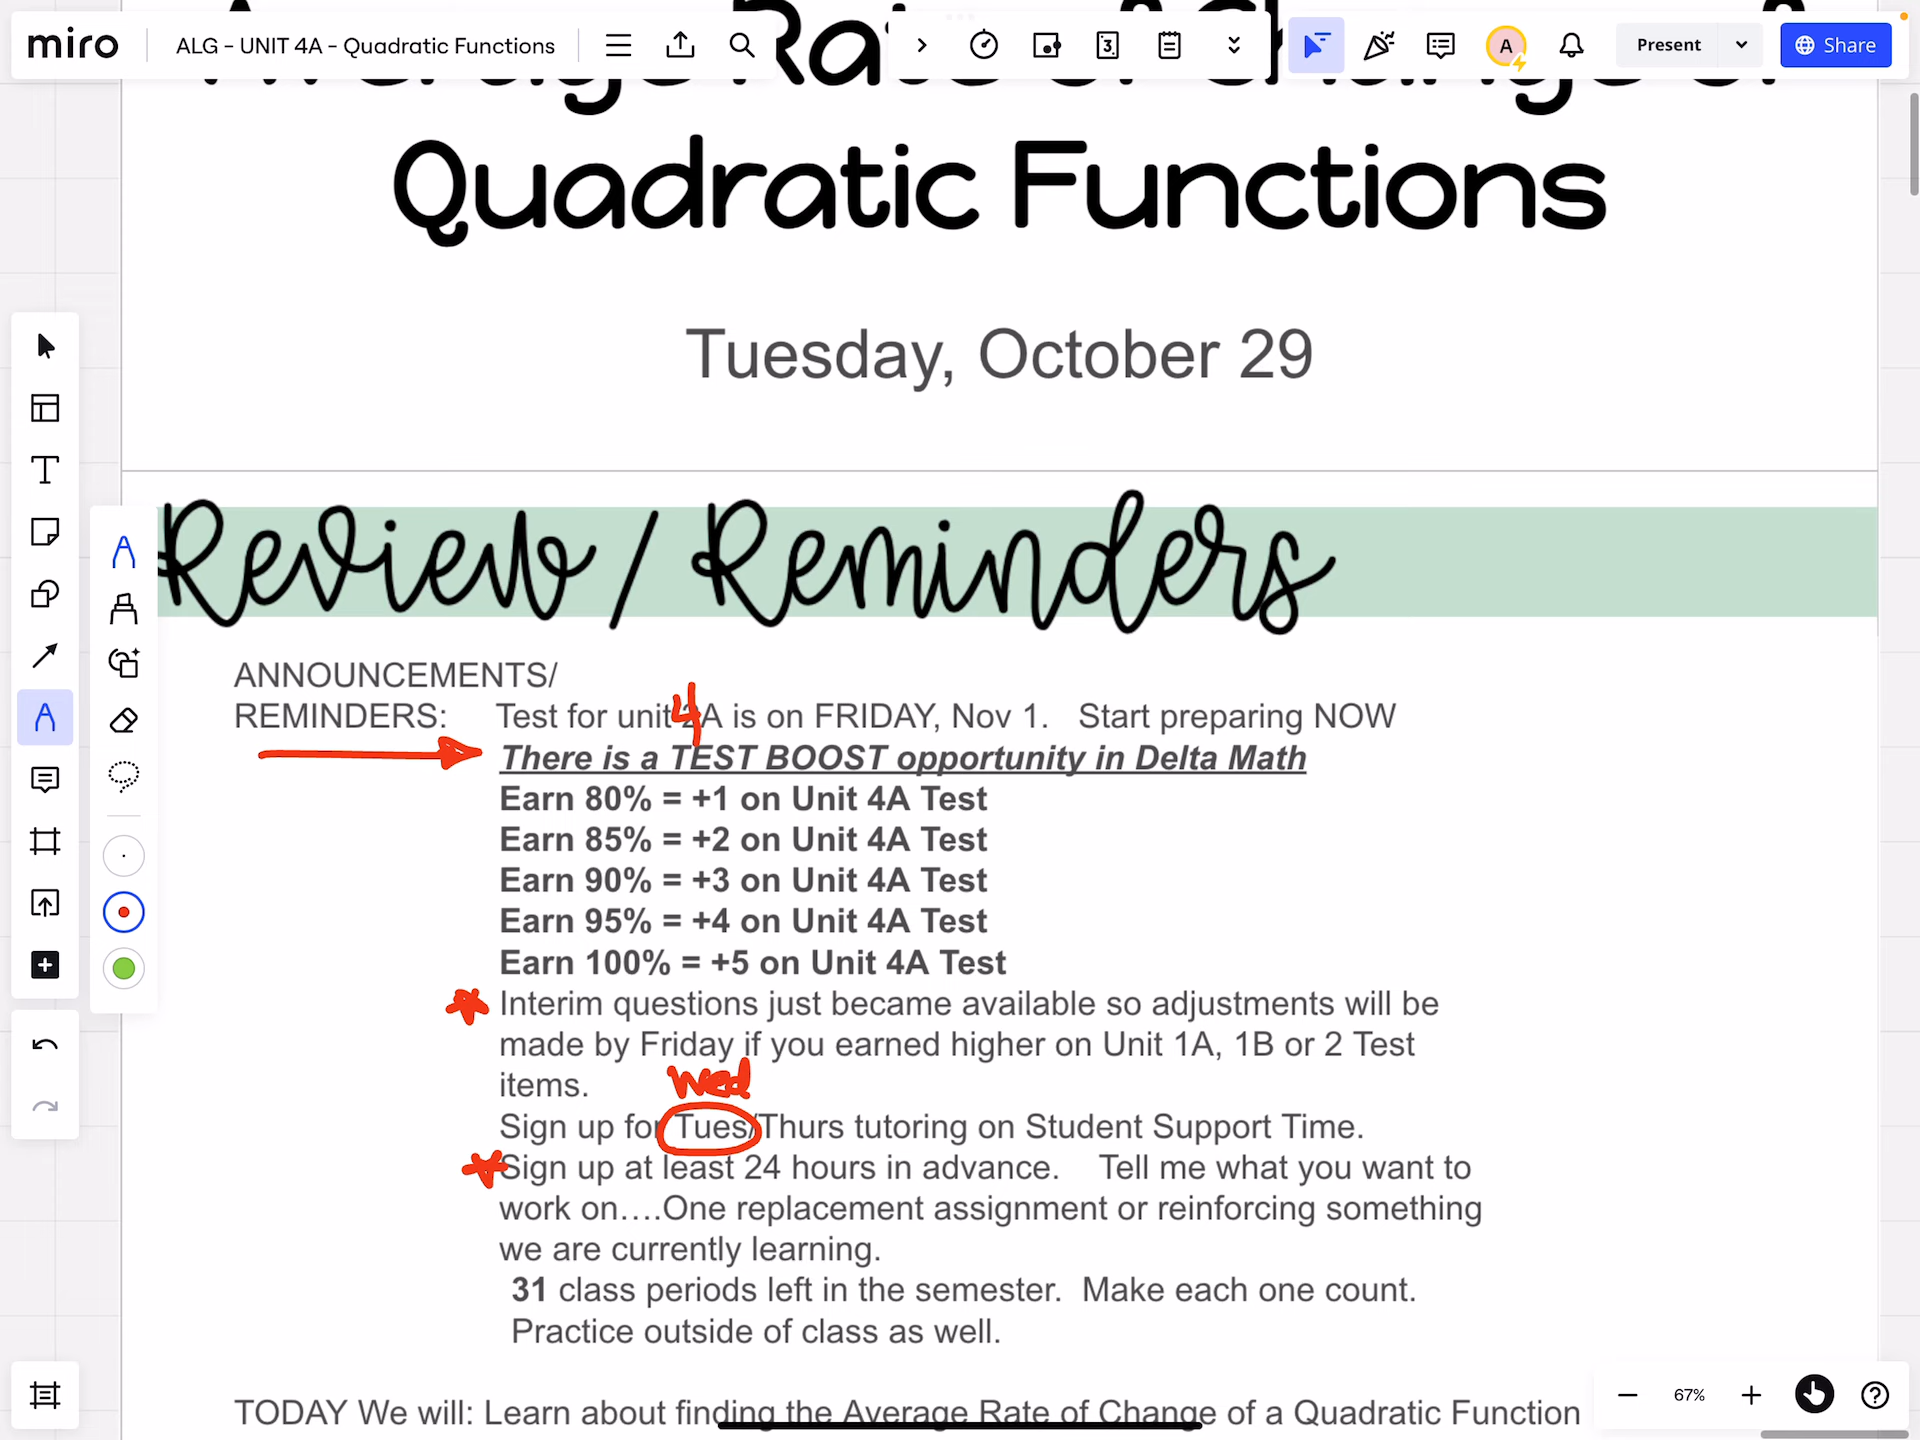 Average Rate of Change of
Quadratic Functions
miro
ALG - UNIT 4A - Quadratic Functions
3
A
Present
Share
Tuesday, October 29
Review / Reminders
ANNOUNCEMENTS/
REMINDERS: Test for unit 4A is on FRIDAY, Nov 1. Start preparing NOW
There is a TEST BOOST opportunity in Delta Math
Earn 80% = +1 on Unit 4A Test
Earn 85% = +2 on Unit 4A Test
Earn 90% = +3 on Unit 4A Test
Earn 95% = +4 on Unit 4A Test
Earn 100% = +5 on Unit 4A Test
Interim questions just became available so adjustments will be
made by Friday if you earned higher on Unit 1A, 1B or 2 Test
items.
Wed
Sign up for Tues/Thurs tutoring on Student Support Time.
Sign up at least 24 hours in advance. Tell me what you want to
work on....One replacement assignment or reinforcing something
we are currently learning.
31 class periods left in the semester. Make each one count.
Practice outside of class as well.
TODAY We will: Learn about finding the Average Rate of Change of a Quadratic Function
67%